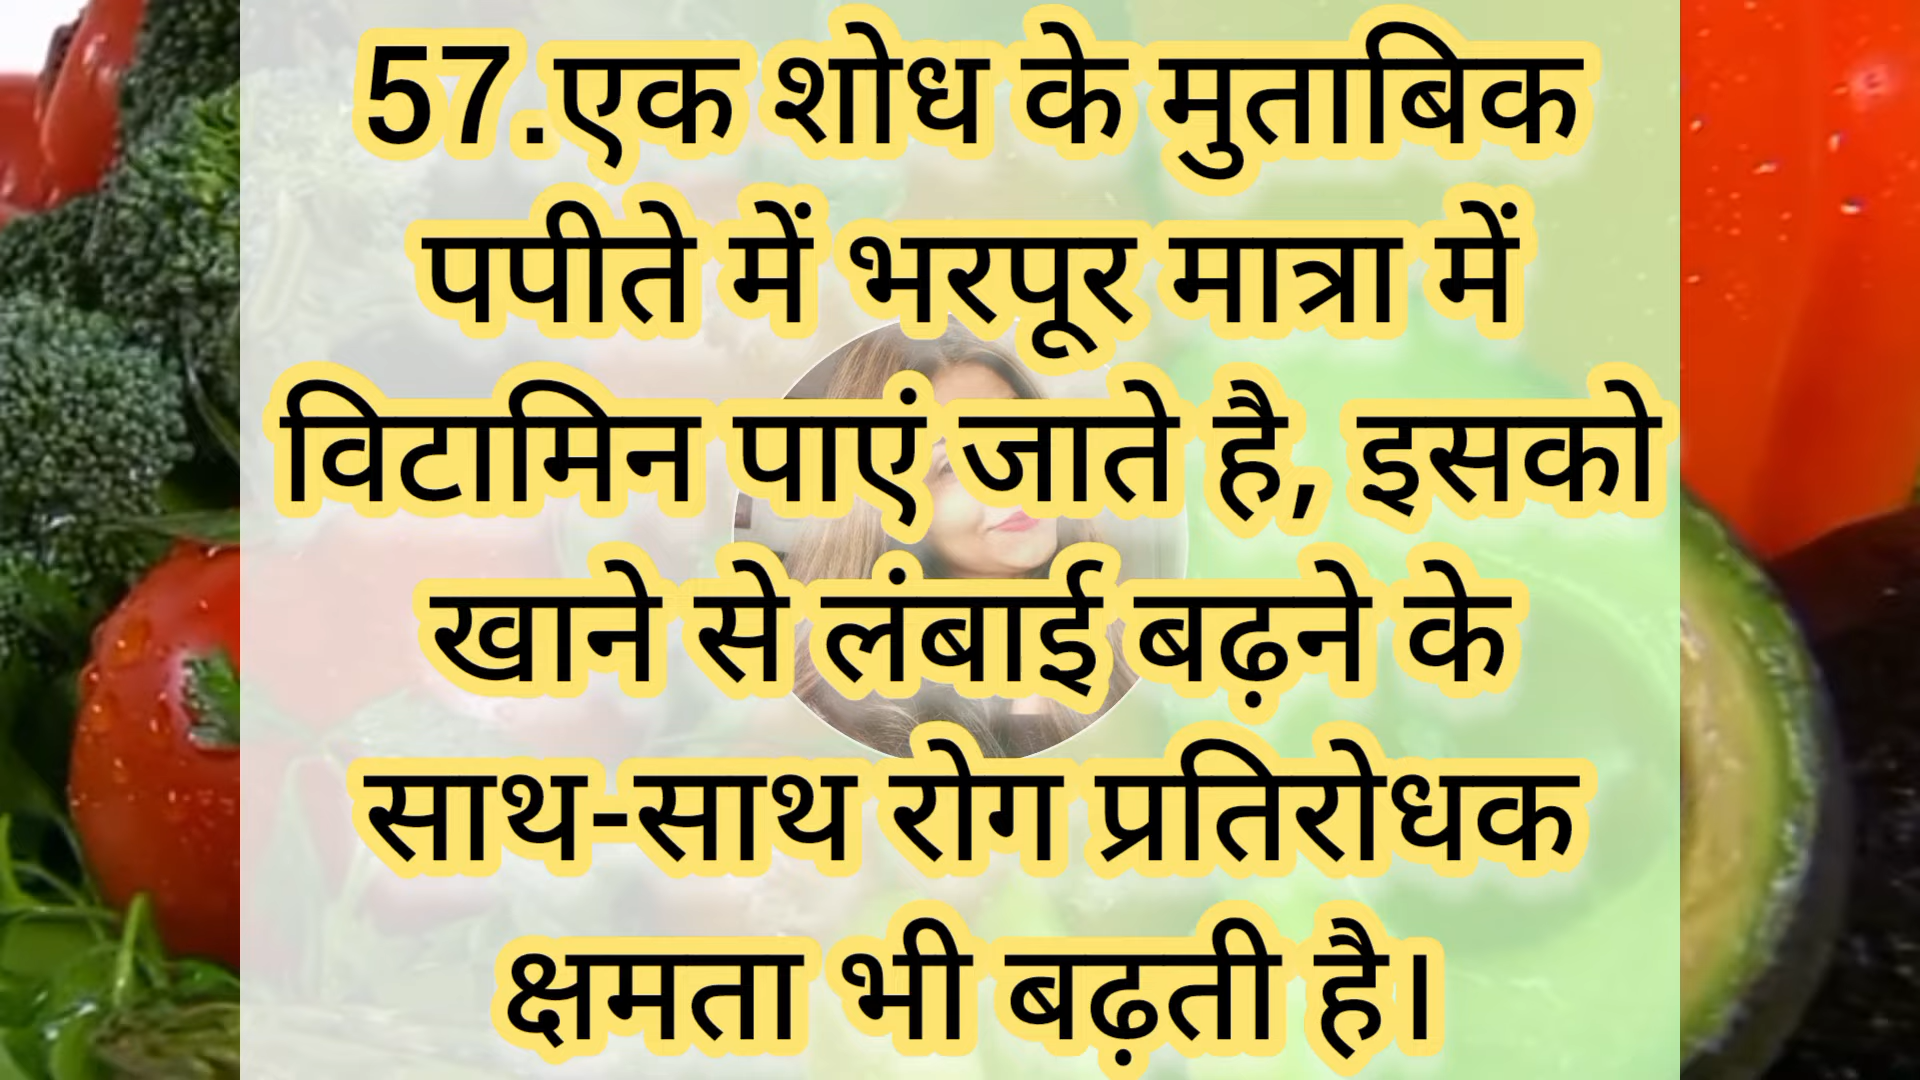 57.एक शोध के मुताबिक
पपीते में भरपूर मात्रा में
विटामिन पाएं जाते है, इसको
खाने से लंबाई बढ़ने के
साथ-साथ रोग प्रतिरोधक
क्षमता भी बढ़ती है।